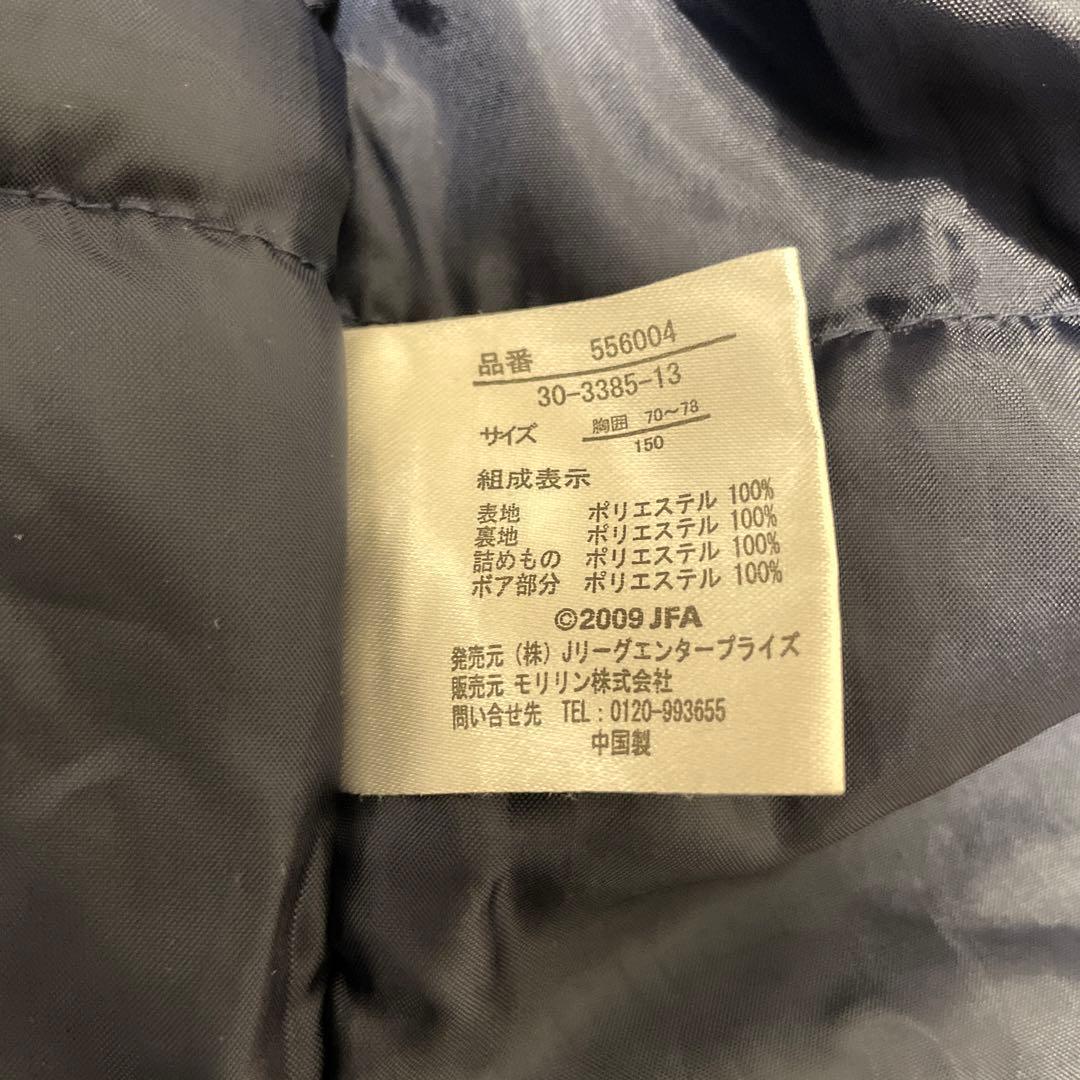 品番 556004
30-3385-13
サイズ 胸囲 70～78
150
組成表示
表地 ポリエステル 100%
裏地 ポリエステル 100%
詰めもの ポリエステル 100%
ボア部分 ポリエステル 100%
©2009 JFA
発売元 (株) Jリーグエンタープライズ
販売元 モリリン株式会社
問い合せ先 TEL : 0120-993655
中国製